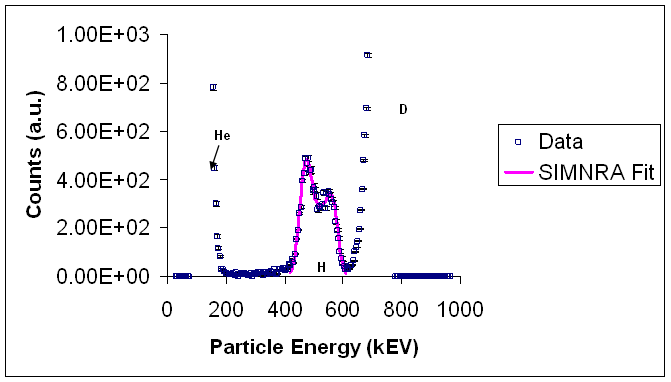 1.00E+03
8.00E+02
6.00E+02
4.00E+02
2.00E+02
0.00E+00
Counts (a.u.)
He
D
H
0 200 400 600 800 1000
Particle Energy (keV)
Data
SIMNRA Fit